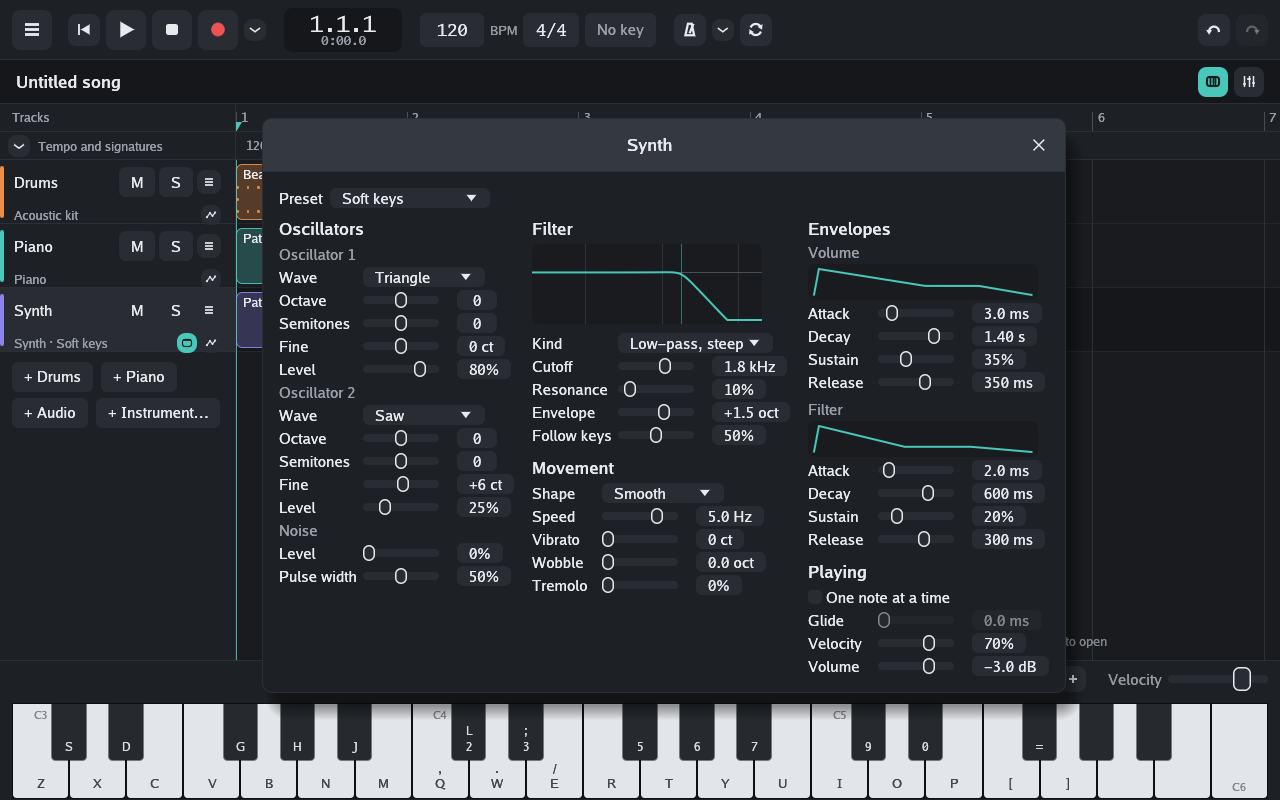 1.1.1
0:00.0
120 BPM 4/4 No key
Untitled song
Tracks 1 2 3 4 5 6 7
Tempo and signatures
Drums M S
Acoustic kit
Piano M S
Piano
Synth M S
Synth · Soft keys
+ Drums + Piano
+ Audio + Instrument…
Synth
Preset Soft keys
Oscillators
Oscillator 1
Wave Triangle
Octave 0
Semitones 0
Fine 0 ct
Level 80%
Oscillator 2
Wave Saw
Octave 0
Semitones 0
Fine +6 ct
Level 25%
Noise
Level 0%
Pulse width 50%
Filter
Kind Low-pass, steep
Cutoff 1.8 kHz
Resonance 10%
Envelope +1.5 oct
Follow keys 50%
Movement
Shape Smooth
Speed 5.0 Hz
Vibrato 0 ct
Wobble 0.0 oct
Tremolo 0%
Envelopes
Volume
Attack 3.0 ms
Decay 1.40 s
Sustain 35%
Release 350 ms
Filter
Attack 2.0 ms
Decay 600 ms
Sustain 20%
Release 300 ms
Playing
One note at a time
Glide 0.0 ms
Velocity 70%
Volume −3.0 dB
to open
+ Velocity
C3 C4 C5
L ;
S D G H J 2 3 5 6 7 9 0 =
, . /
Z X C V B N M Q W E R T Y U I O P [ ]
C6